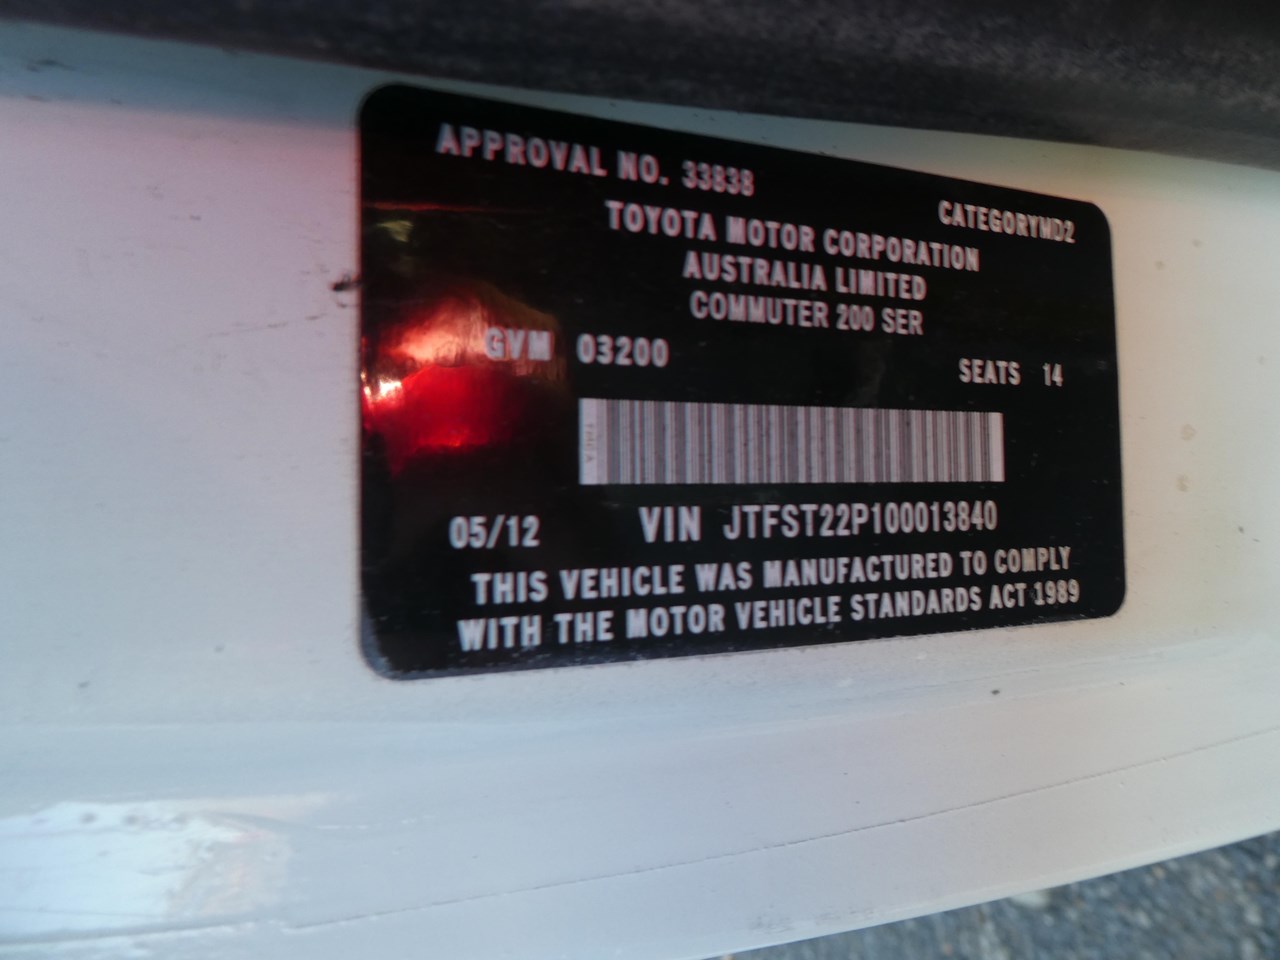 APPROVAL NO. 33838
CATEGORYMD2
TOYOTA MOTOR CORPORATION
AUSTRALIA LIMITED
COMMUTER 200 SER
GVM 03200
SEATS 14
05/12 VIN JTFST22P100013840
THIS VEHICLE WAS MANUFACTURED TO COMPLY
WITH THE MOTOR VEHICLE STANDARDS ACT 1989